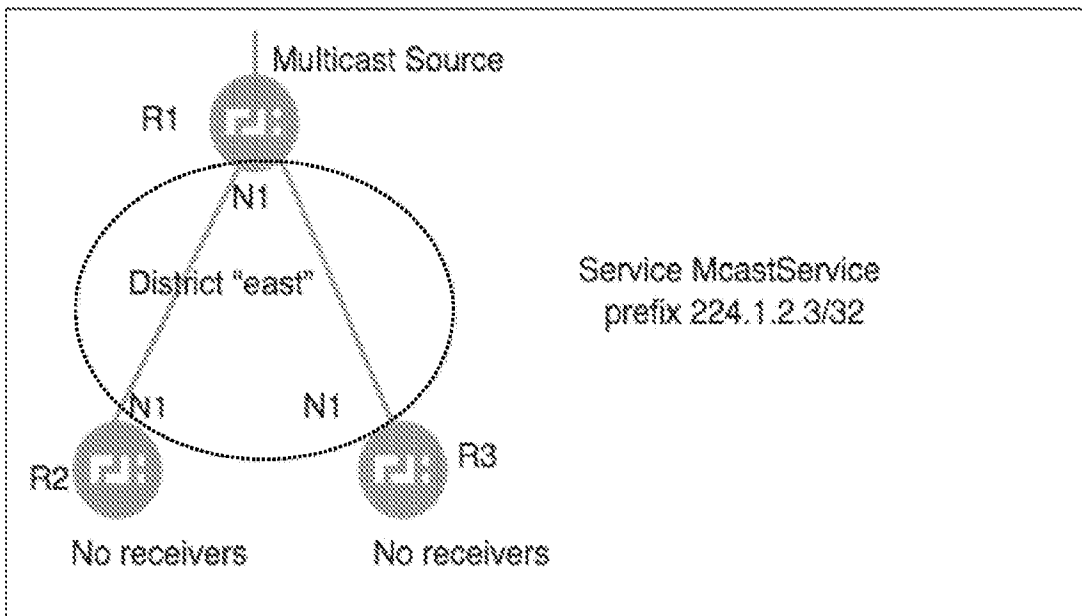 Multicast Source
R1
N1
District "east"
Service McastService
prefix 224.1.2.3/32
N1
N1
R2
R3
No receivers
No receivers